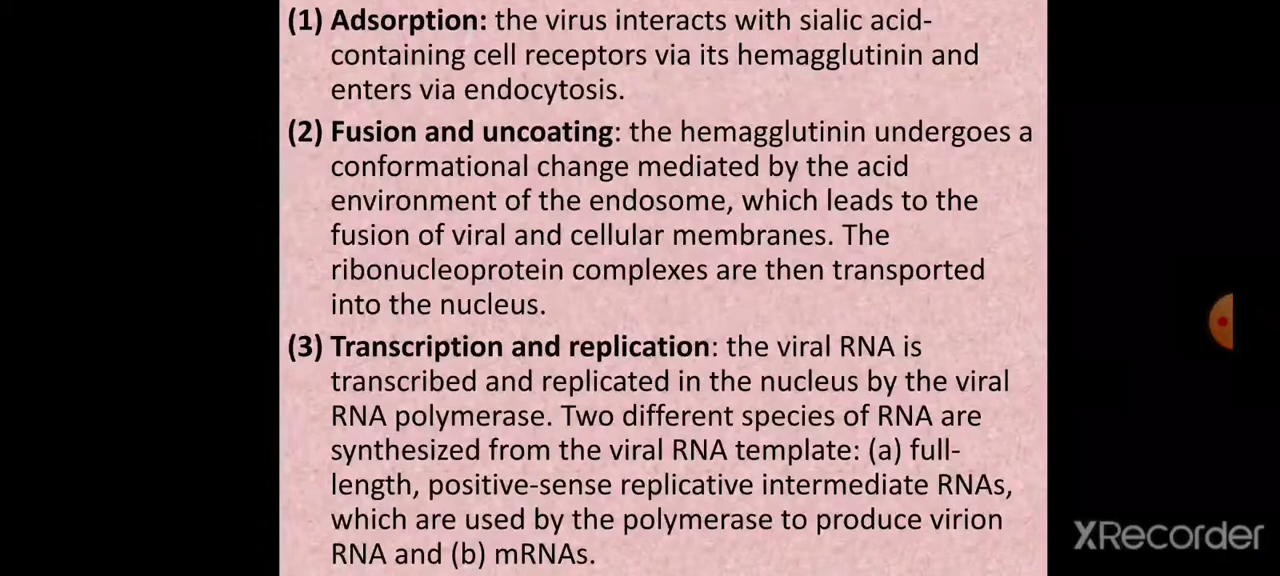 (1) Adsorption: the virus interacts with sialic acid-
containing cell receptors via its hemagglutinin and
enters via endocytosis.
(2) Fusion and uncoating: the hemagglutinin undergoes a
conformational change mediated by the acid
environment of the endosome, which leads to the
fusion of viral and cellular membranes. The
ribonucleoprotein complexes are then transported
into the nucleus.
(3) Transcription and replication: the viral RNA is
transcribed and replicated in the nucleus by the viral
RNA polymerase. Two different species of RNA are
synthesized from the viral RNA template: (a) full-
length, positive-sense replicative intermediate RNAs,
which are used by the polymerase to produce virion
RNA and (b) mRNAs.
XRecorder